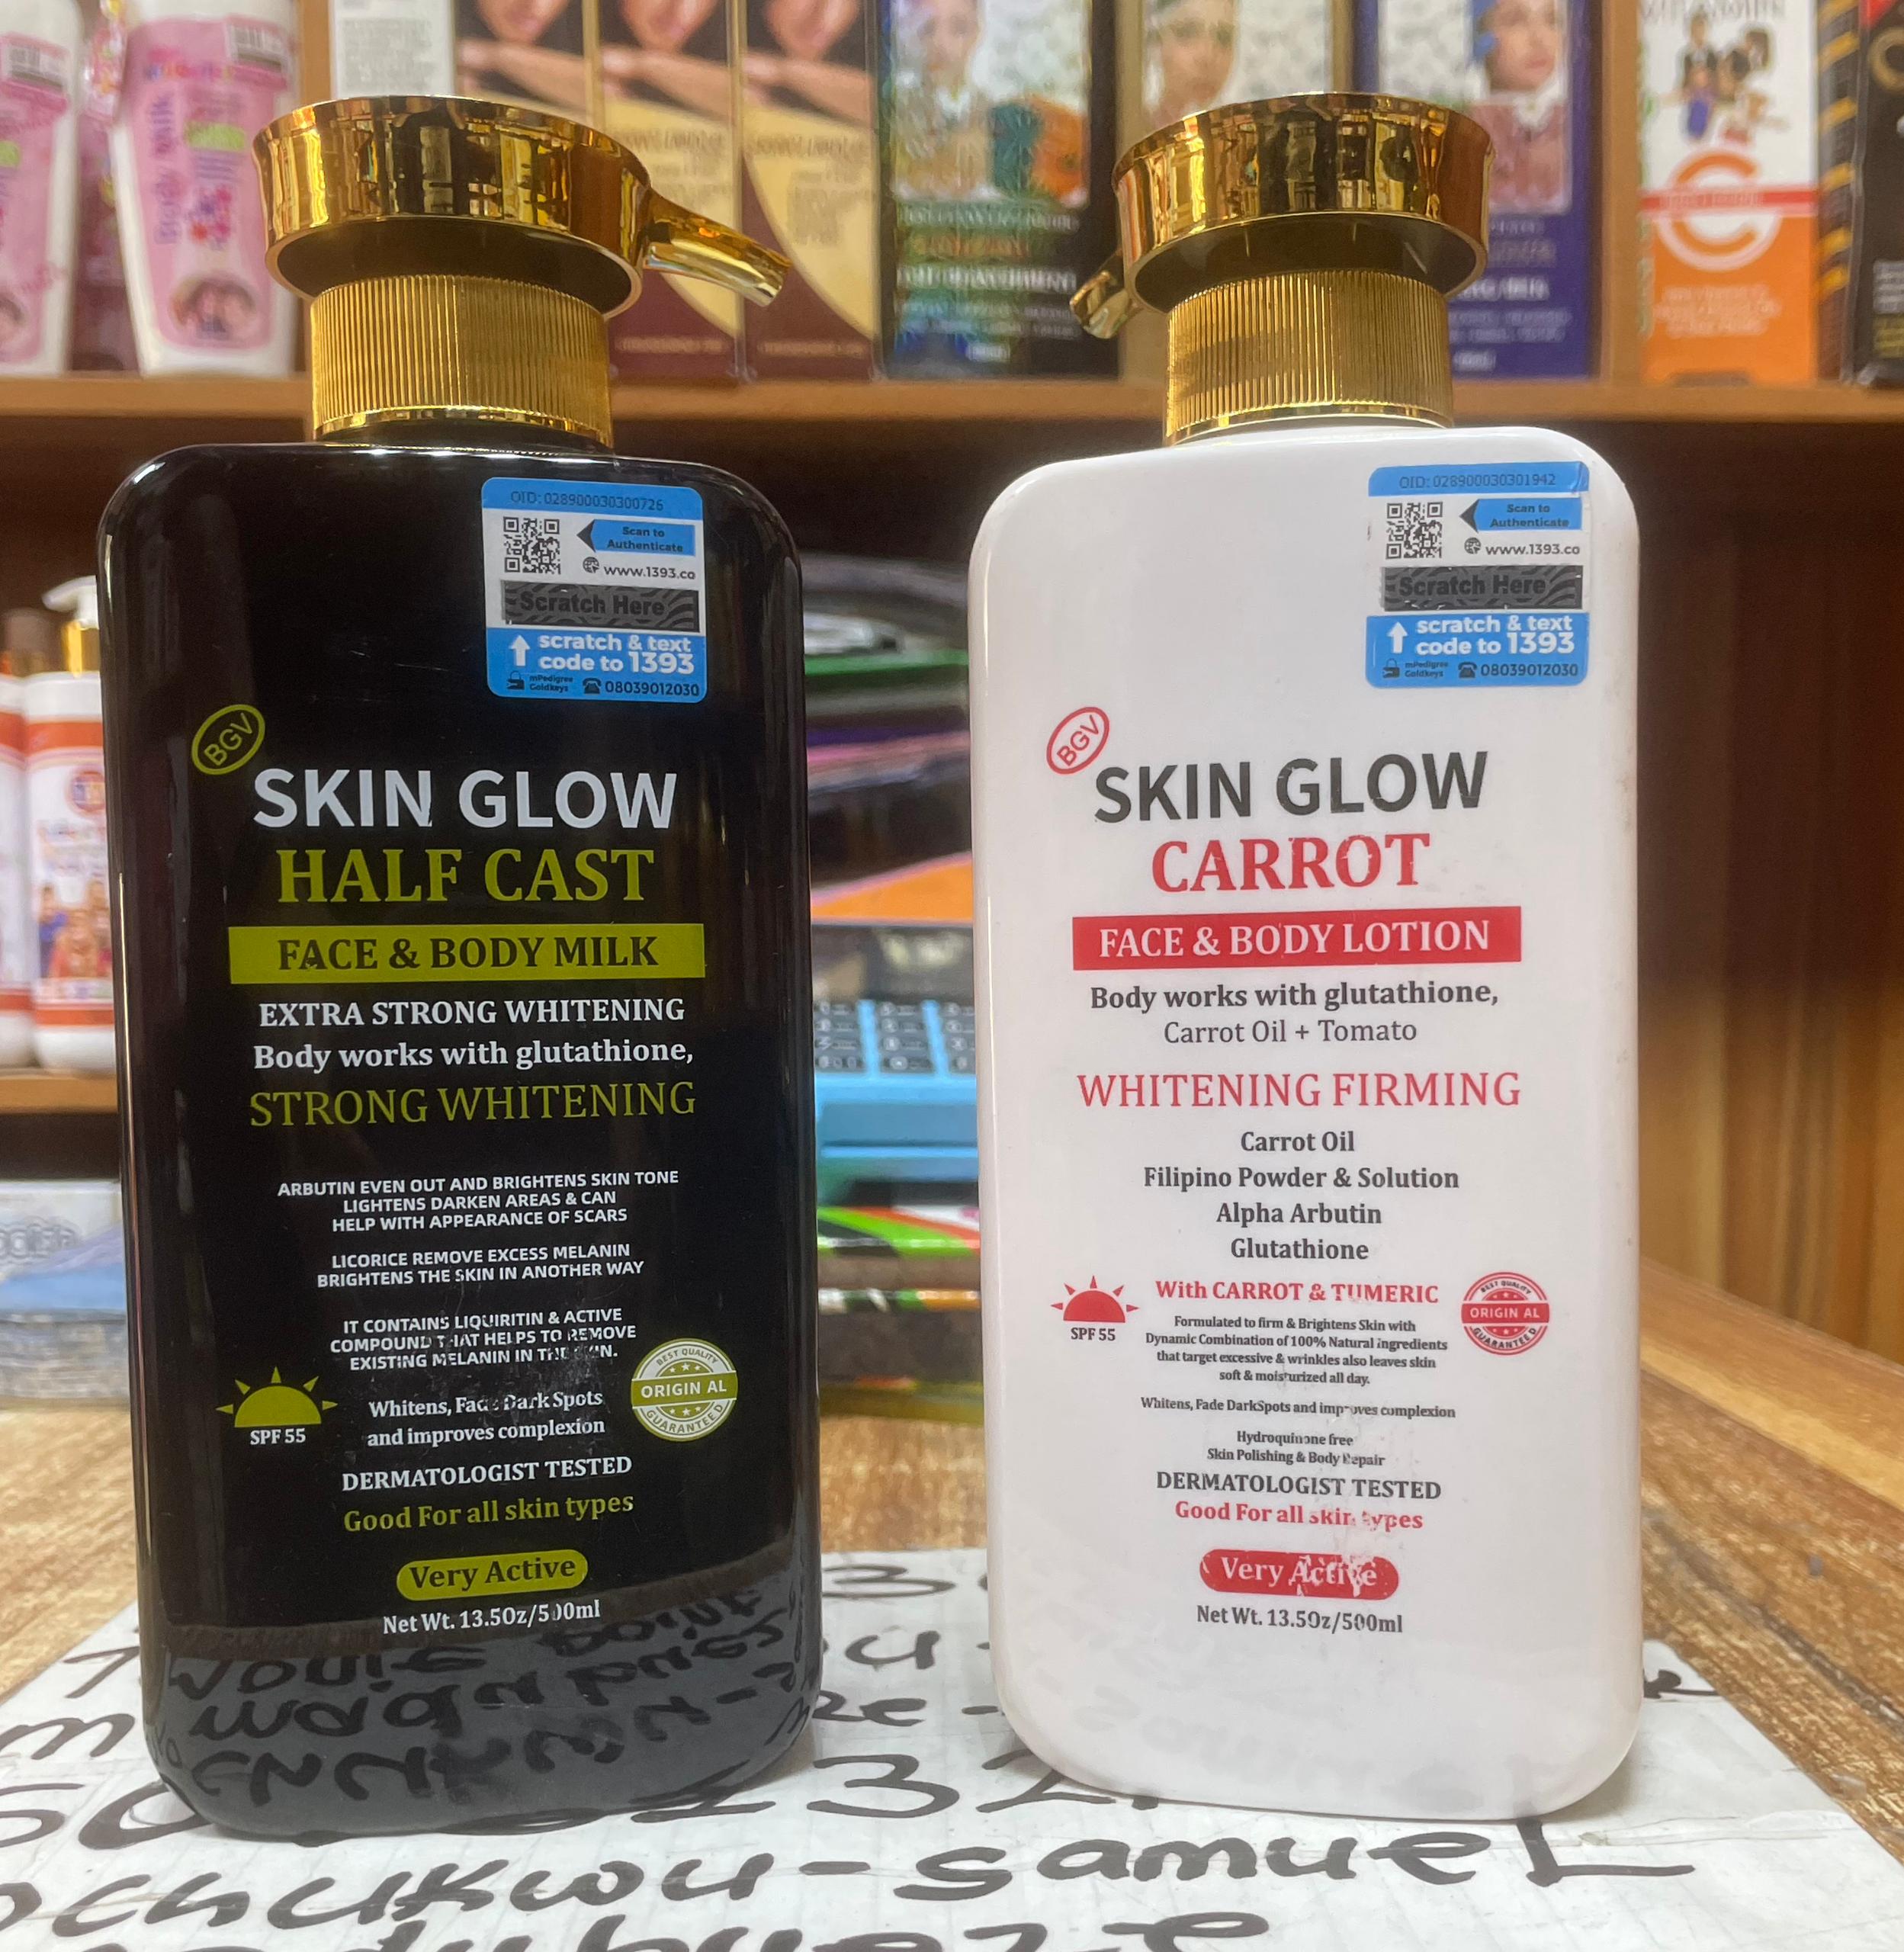 OID: 028900030300726
Scan to
Authenticate
www.1393.co
Scratch Here
scratch & text
code to 1393
mPedigree
Goldkeys
08039012030
BGV
SKIN GLOW
HALF CAST
FACE & BODY MILK
EXTRA STRONG WHITENING
Body works with glutathione,
STRONG WHITENING
ARBUTIN EVEN OUT AND BRIGHTENS SKIN TONE
LIGHTENS DARKEN AREAS & CAN
HELP WITH APPEARANCE OF SCARS
LICORICE REMOVE EXCESS MELANIN
BRIGHTENS THE SKIN IN ANOTHER WAY
IT CONTAINS LIQUIRITIN & ACTIVE
COMPOUND THAT HELPS TO REMOVE
EXISTING MELANIN IN THE SKIN.
SPF 55
Whitens, Fade Dark Spots
and improves complexion
BEST QUALITY
ORIGIN AL
GUARANTEED
DERMATOLOGIST TESTED
Good For all skin types
Very Active
Net Wt. 13.5Oz/500ml
OID: 028900030301942
Scan to
Authenticate
www.1393.co
Scratch Here
scratch & text
code to 1393
mPedigree
Goldkeys
08039012030
BGV
SKIN GLOW
CARROT
FACE & BODY LOTION
Body works with glutathione,
Carrot Oil + Tomato
WHITENING FIRMING
Carrot Oil
Filipino Powder & Solution
Alpha Arbutin
Glutathione
With CARROT & TUMERIC
SPF 55
Formulated to firm & Brightens Skin with
Dynamic Combination of 100% Natural ingredients
that target excessive & wrinkles also leaves skin
soft & moisturized all day.
BEST QUALITY
ORIGIN AL
GUARANTEED
Whitens, Fade DarkSpots and improves complexion
Hydroquinone free
Skin Polishing & Body Repair
DERMATOLOGIST TESTED
Good For all skin types
Very Active
Net Wt. 13.5Oz/500ml
samuel